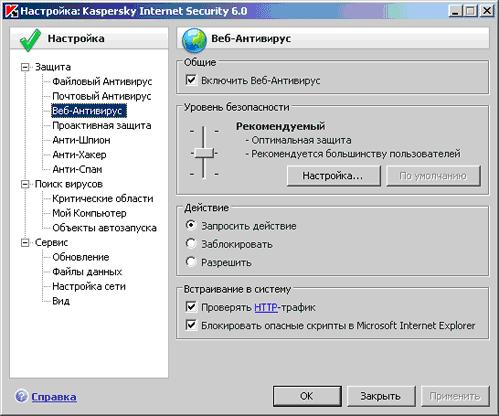 Настройка: Kaspersky Internet Security 6.0
Настройка
Защита
Файловый Антивирус
Почтовый Антивирус
Веб-Антивирус
Проактивная защита
Анти-Шпион
Анти-Хакер
Анти-Спам
Поиск вирусов
Критические области
Мой Компьютер
Объекты автозапуска
Сервис
Обновление
Файлы данных
Настройка сети
Вид
Веб-Антивирус
Общие
Включить Веб-Антивирус
Уровень безопасности
Рекомендуемый
- Оптимальная защита
- Рекомендуется большинству пользователей
Настройка... По умолчанию
Действие
Запросить действие
Заблокировать
Разрешить
Встраивание в систему
Проверять HTTP-трафик
Блокировать опасные скрипты в Microsoft Internet Explorer
Справка
OK Закрыть Применить